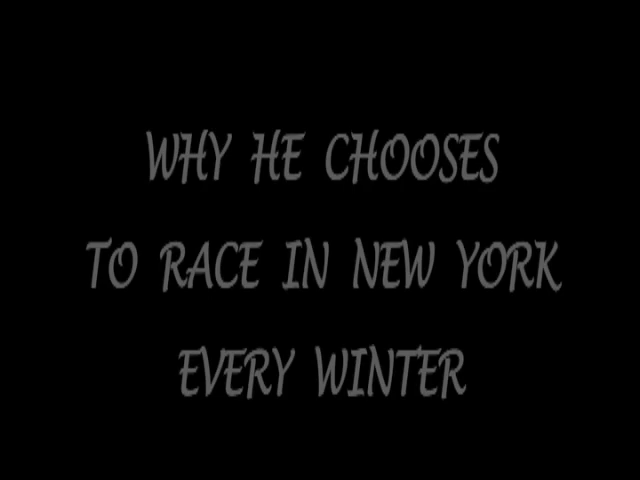 WHY HE CHOOSES
TO RACE IN NEW YORK
EVERY WINTER